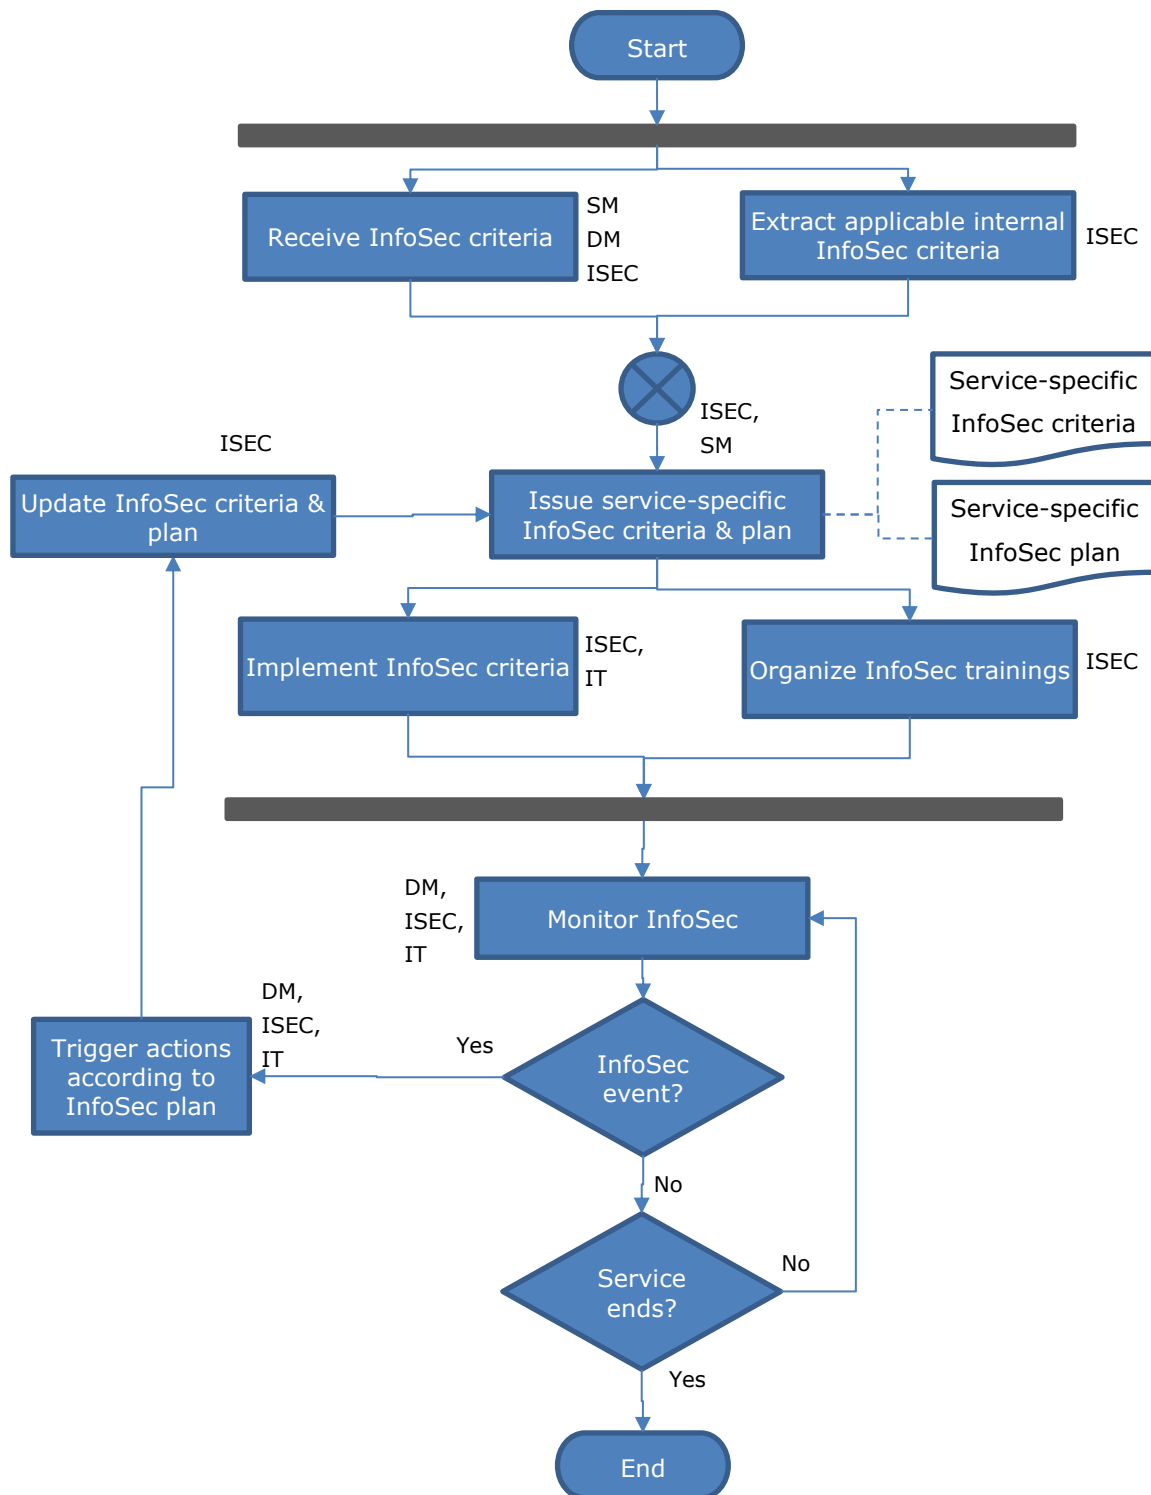 Start
Receive InfoSec criteria
SM
DM
ISEC
Extract applicable internal
InfoSec criteria
ISEC
ISEC,
SM
Service-specific
InfoSec criteria
ISEC
Update InfoSec criteria &
plan
Issue service-specific
InfoSec criteria & plan
Service-specific
InfoSec plan
Implement InfoSec criteria
ISEC,
IT
Organize InfoSec trainings
ISEC
DM,
ISEC,
IT
Monitor InfoSec
DM,
ISEC,
IT
Trigger actions
according to
InfoSec plan
Yes
InfoSec
event?
No
Service
ends?
No
Yes
End